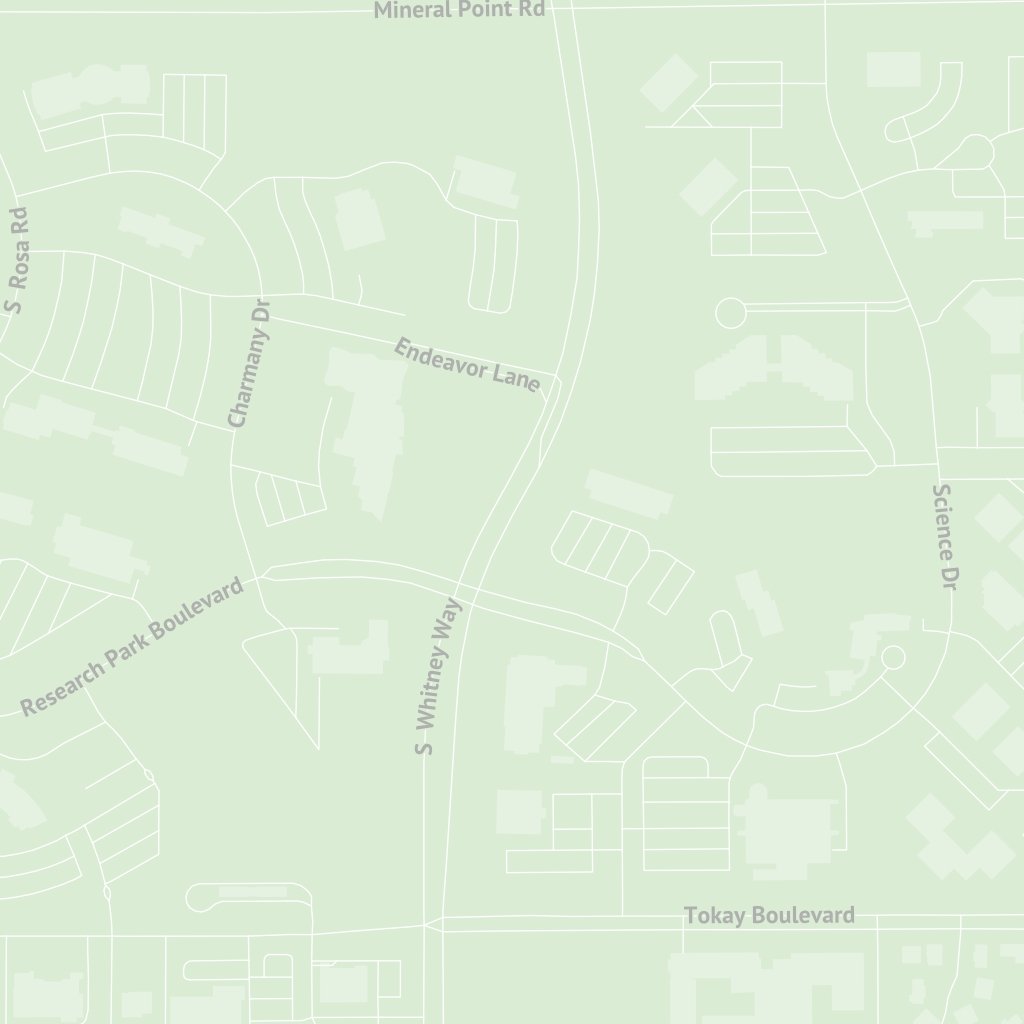 Mineral Point Rd
S Rosa Rd
Charmany Dr
Endeavor Lane
Science Dr
Research Park Boulevard
S Whitney Way
Tokay Boulevard